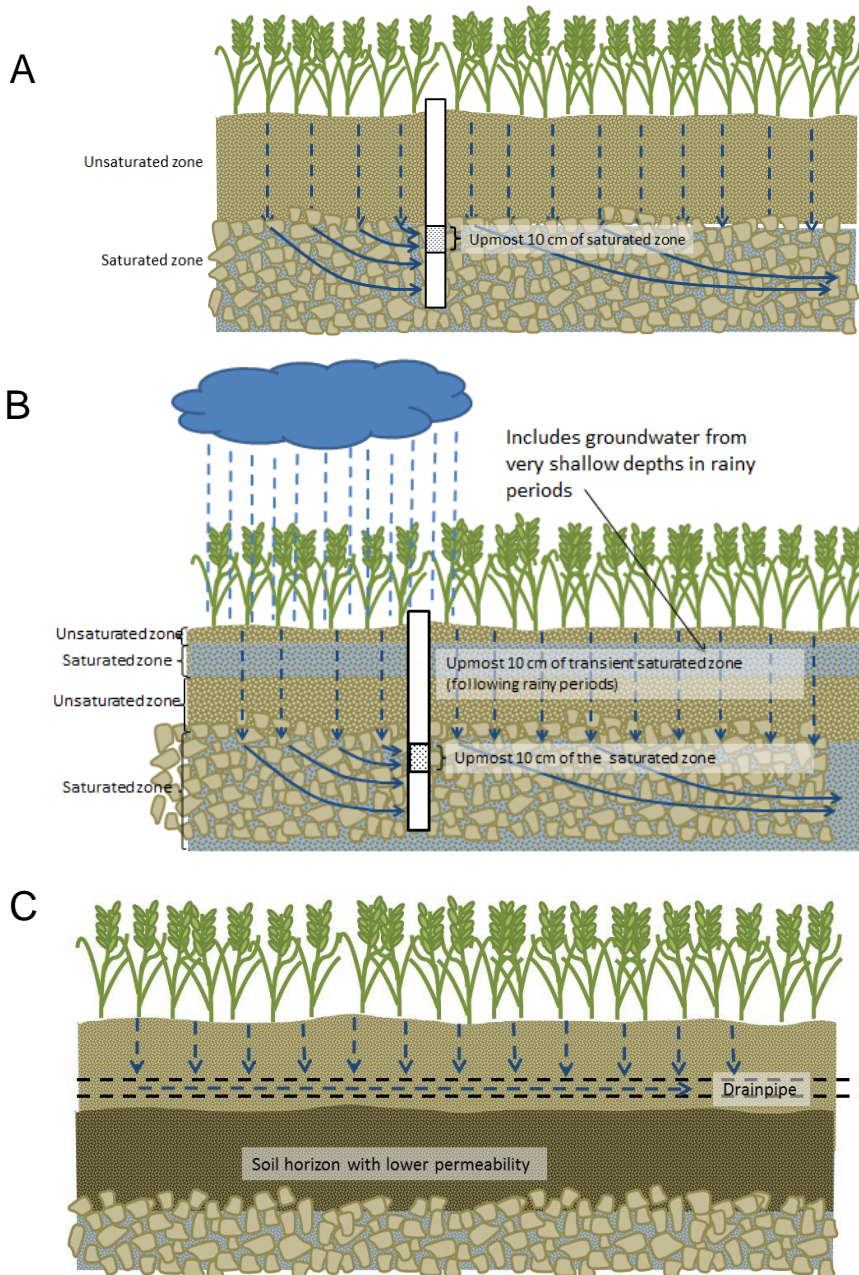 A
Unsaturated zone
Upmost 10 cm of saturated zone
Saturated zone
B
Includes groundwater from
very shallow depths in rainy
periods
Unsaturated zone
Saturated zone
Upmost 10 cm of transient saturated zone
(following rainy periods)
Unsaturated zone
Upmost 10 cm of the saturated zone
Saturated zone
C
Drainpipe
Soil horizon with lower permeability